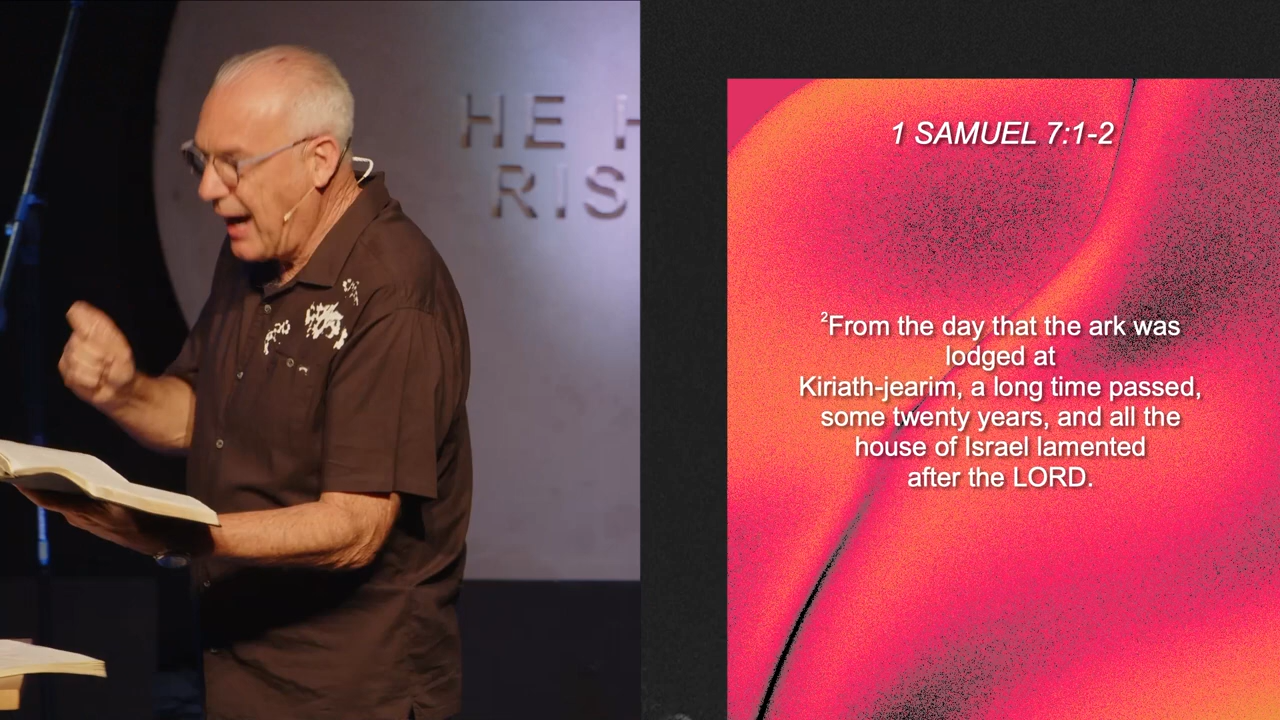 HE
RIS
1 SAMUEL 7:1-2
²From the day that the ark was
lodged at
Kiriath-jearim, a long time passed,
some twenty years, and all the
house of Israel lamented
after the LORD.